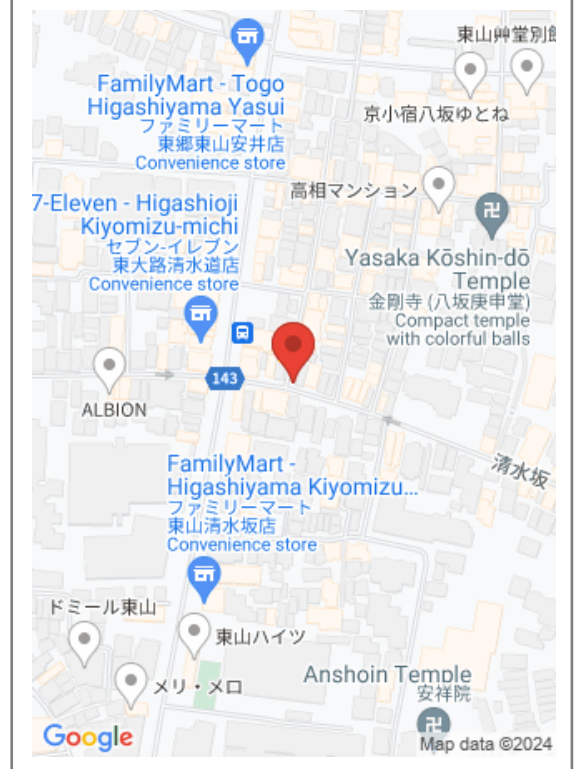 東山艸堂別館
FamilyMart - Togo
Higashiyama Yasui
ファミリーマート
東郷東山安井店
Convenience store
京小宿八坂ゆとね
高相マンション
7-Eleven - Higashioji
Kiyomizu-michi
セブン-イレブン
東大路清水道店
Convenience store
Yasaka Kōshin-dō
Temple
金剛寺 (八坂庚申堂)
Compact temple
with colorful balls
143
ALBION
清水坂
FamilyMart -
Higashiyama Kiyomizu...
ファミリーマート
東山清水坂店
Convenience store
ドミール東山
東山ハイツ
メリ・メロ
Anshoin Temple
安祥院
Google
Map data ©2024